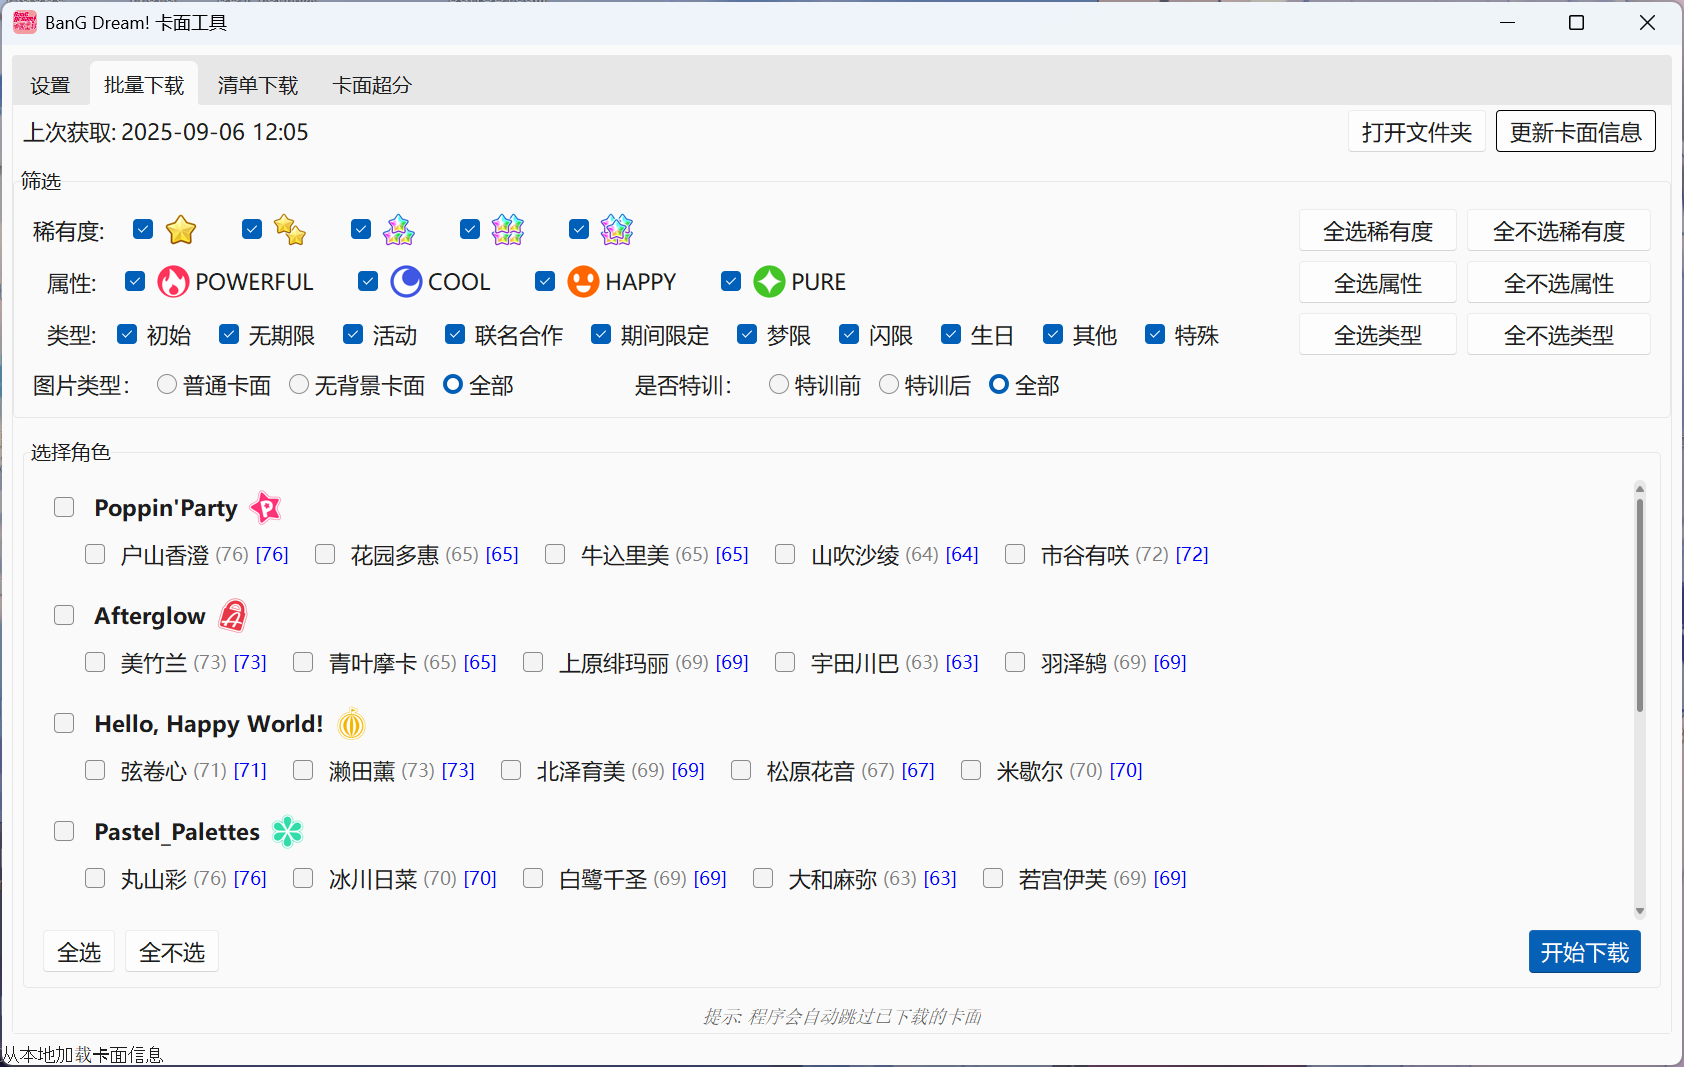 BanG Dream! 卡面工具
设置 批量下载 清单下载 卡面超分
上次获取: 2025-09-06 12:05 打开文件夹 更新卡面信息
筛选
稀有度: 全选稀有度 全不选稀有度
属性: POWERFUL COOL HAPPY PURE 全选属性 全不选属性
类型: 初始 无期限 活动 联名合作 期间限定 梦限 闪限 生日 其他 特殊 全选类型 全不选类型
图片类型: 普通卡面 无背景卡面 全部 是否特训: 特训前 特训后 全部
选择角色
Poppin'Party
户山香澄 (76) [76] 花园多惠 (65) [65] 牛込里美 (65) [65] 山吹沙绫 (64) [64] 市谷有咲 (72) [72]
Afterglow
美竹兰 (73) [73] 青叶摩卡 (65) [65] 上原绯玛丽 (69) [69] 宇田川巴 (63) [63] 羽泽鸫 (69) [69]
Hello, Happy World!
弦卷心 (71) [71] 濑田薰 (73) [73] 北泽育美 (69) [69] 松原花音 (67) [67] 米歇尔 (70) [70]
Pastel_Palettes
丸山彩 (76) [76] 冰川日菜 (70) [70] 白鹭千圣 (69) [69] 大和麻弥 (63) [63] 若宫伊芙 (69) [69]
全选 全不选 开始下载
提示: 程序会自动跳过已下载的卡面
从本地加载卡面信息